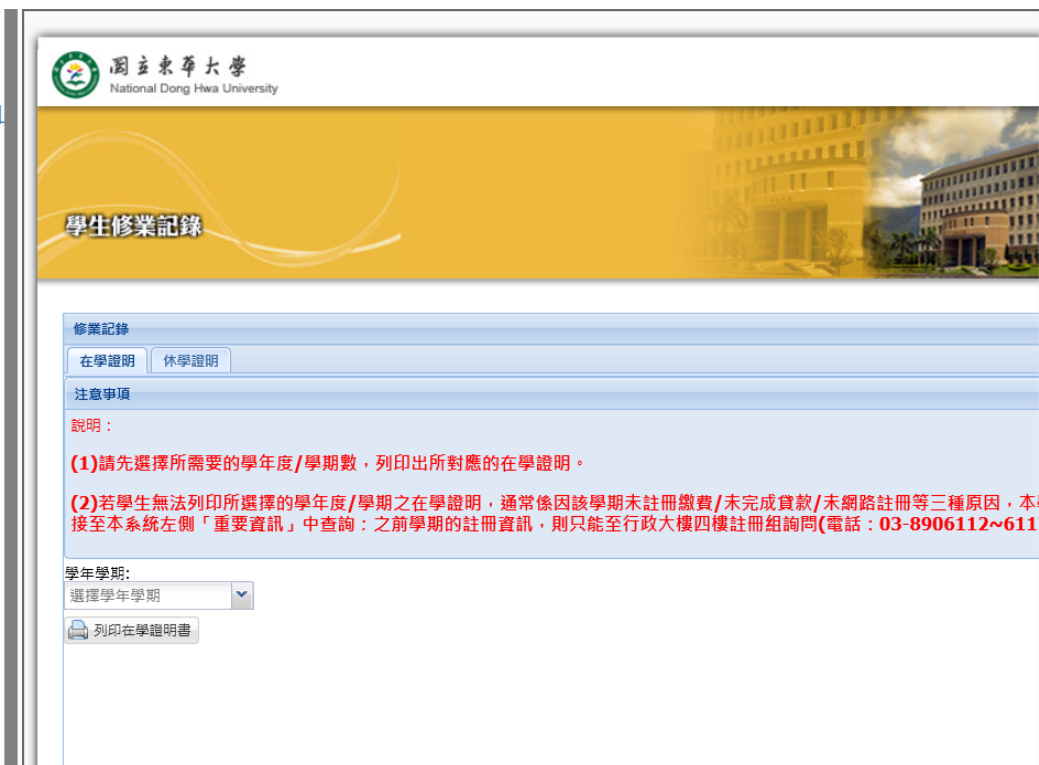 国立東華大學
National Dong Hwa University
學生修業記錄
修業記錄
在學證明
休學證明
注意事項
說明：
(1)請先選擇所需要的學年度/學期數，列印出所對應的在學證明。
(2)若學生無法列印所選擇的學年度/學期之在學證明，通常係因該學期未註冊繳費/未完成貸款/未網路註冊等三種原因，本
接至本系統左側「重要資訊」中查詢：之前學期的註冊資訊，則只能至行政大樓四樓註冊組詢問(電話：03-8906112~611
學年學期:
選擇學年學期
列印在學證明書